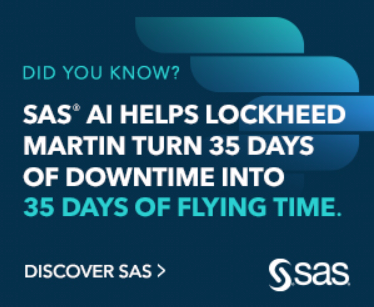 DID YOU KNOW?
SAS® AI HELPS LOCKHEED
MARTIN TURN 35 DAYS
OF DOWNTIME INTO
35 DAYS OF FLYING TIME.
DISCOVER SAS >
sas